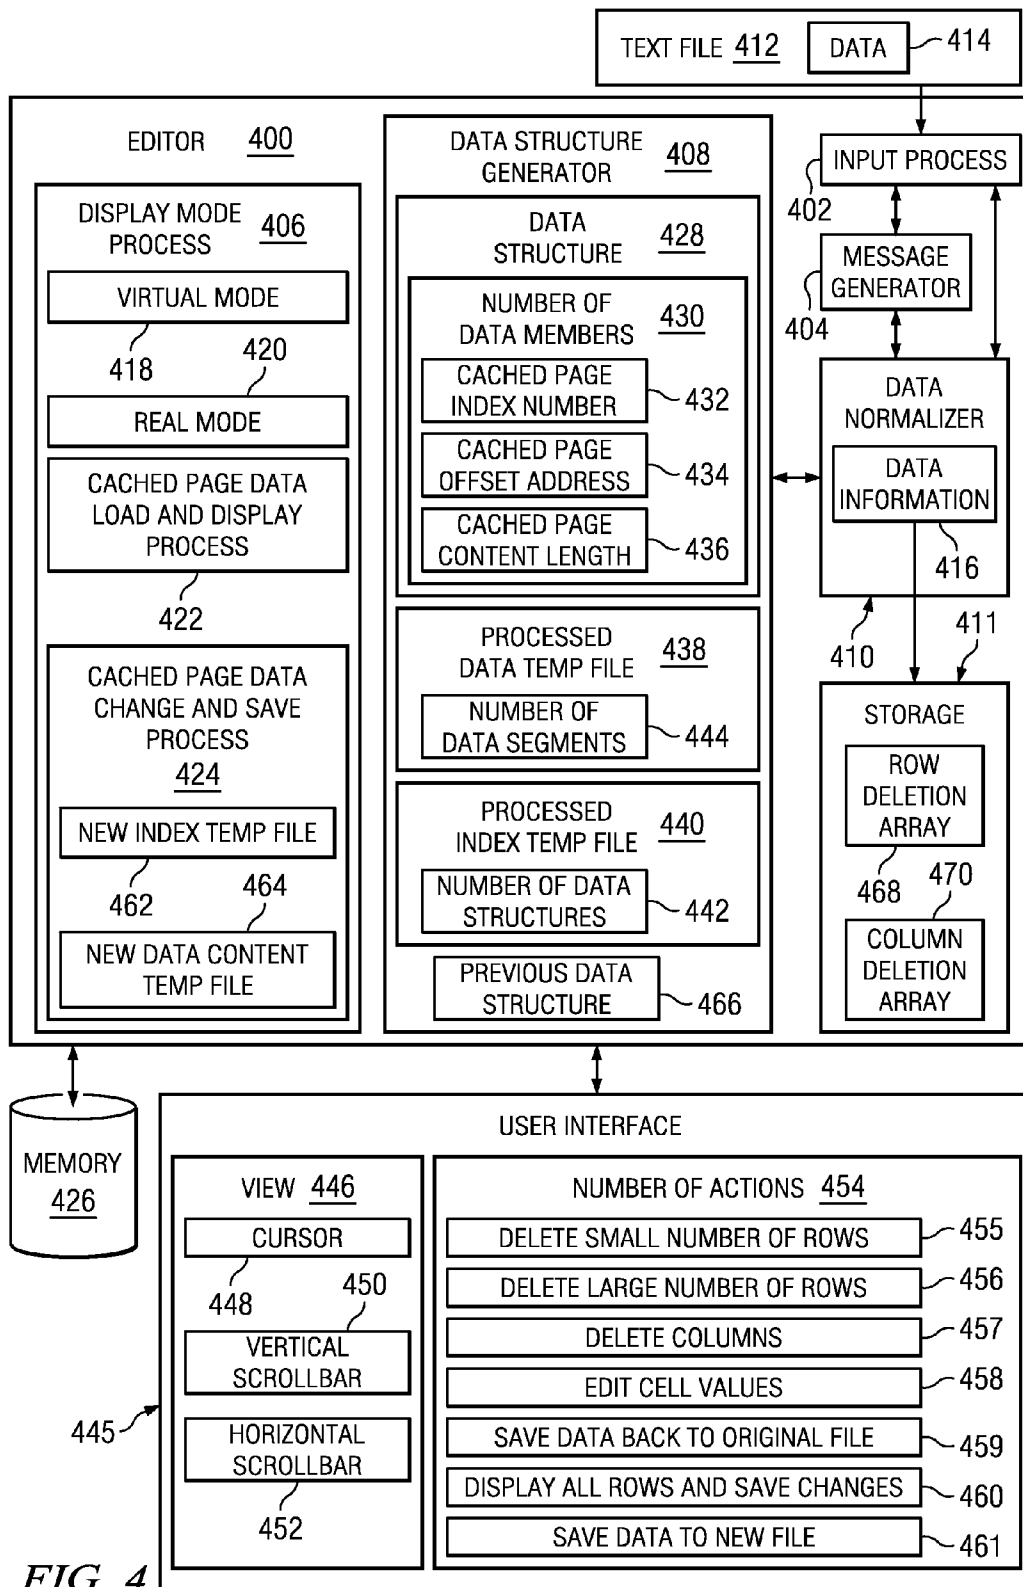 TEXT FILE 412
DATA
414
EDITOR 400
DISPLAY MODE
PROCESS 406
VIRTUAL MODE
418
420
REAL MODE
CACHED PAGE DATA
LOAD AND DISPLAY
PROCESS
422
CACHED PAGE DATA
CHANGE AND SAVE
PROCESS
424
NEW INDEX TEMP FILE
462
464
NEW DATA CONTENT
TEMP FILE
DATA STRUCTURE
GENERATOR 408
DATA
STRUCTURE 428
NUMBER OF
DATA MEMBERS 430
CACHED PAGE
INDEX NUMBER
432
CACHED PAGE
OFFSET ADDRESS
434
CACHED PAGE
CONTENT LENGTH
436
PROCESSED
DATA TEMP FILE 438
NUMBER OF
DATA SEGMENTS
444
PROCESSED
INDEX TEMP FILE 440
NUMBER OF DATA
STRUCTURES
442
PREVIOUS DATA
STRUCTURE
466
INPUT PROCESS
402
MESSAGE
GENERATOR
404
DATA
NORMALIZER
DATA
INFORMATION
416
410
411
STORAGE
ROW
DELETION
ARRAY
468
470
COLUMN
DELETION
ARRAY
MEMORY
426
USER INTERFACE
445
VIEW 446
CURSOR
448
450
VERTICAL
SCROLLBAR
HORIZONTAL
SCROLLBAR
452
NUMBER OF ACTIONS 454
DELETE SMALL NUMBER OF ROWS
455
DELETE LARGE NUMBER OF ROWS
456
DELETE COLUMNS
457
EDIT CELL VALUES
458
SAVE DATA BACK TO ORIGINAL FILE
459
DISPLAY ALL ROWS AND SAVE CHANGES
460
SAVE DATA TO NEW FILE
461
FIG. 4